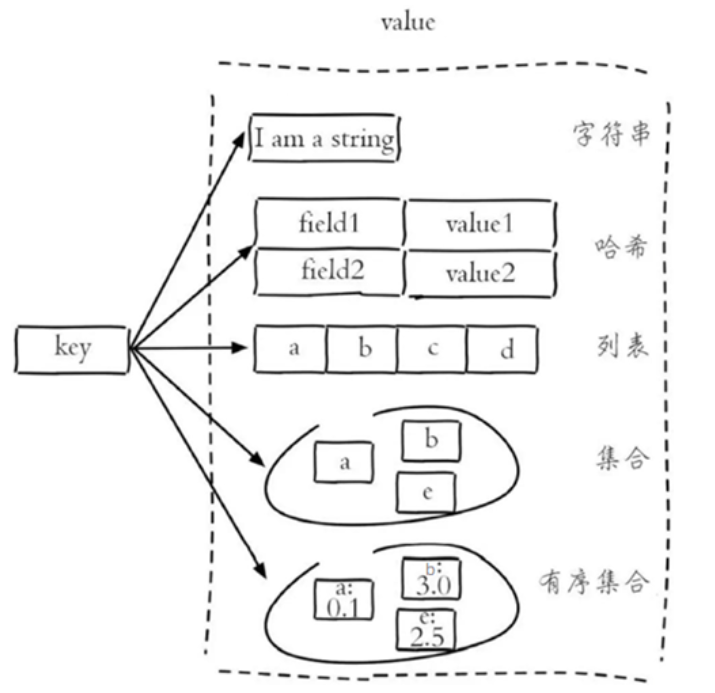 value
I am a string
字符串
field1 value1
哈希
field2 value2
key
a b c d
列表
a
b
e
集合
a:
0.1
b:
3.0
e:
2.5
有序集合